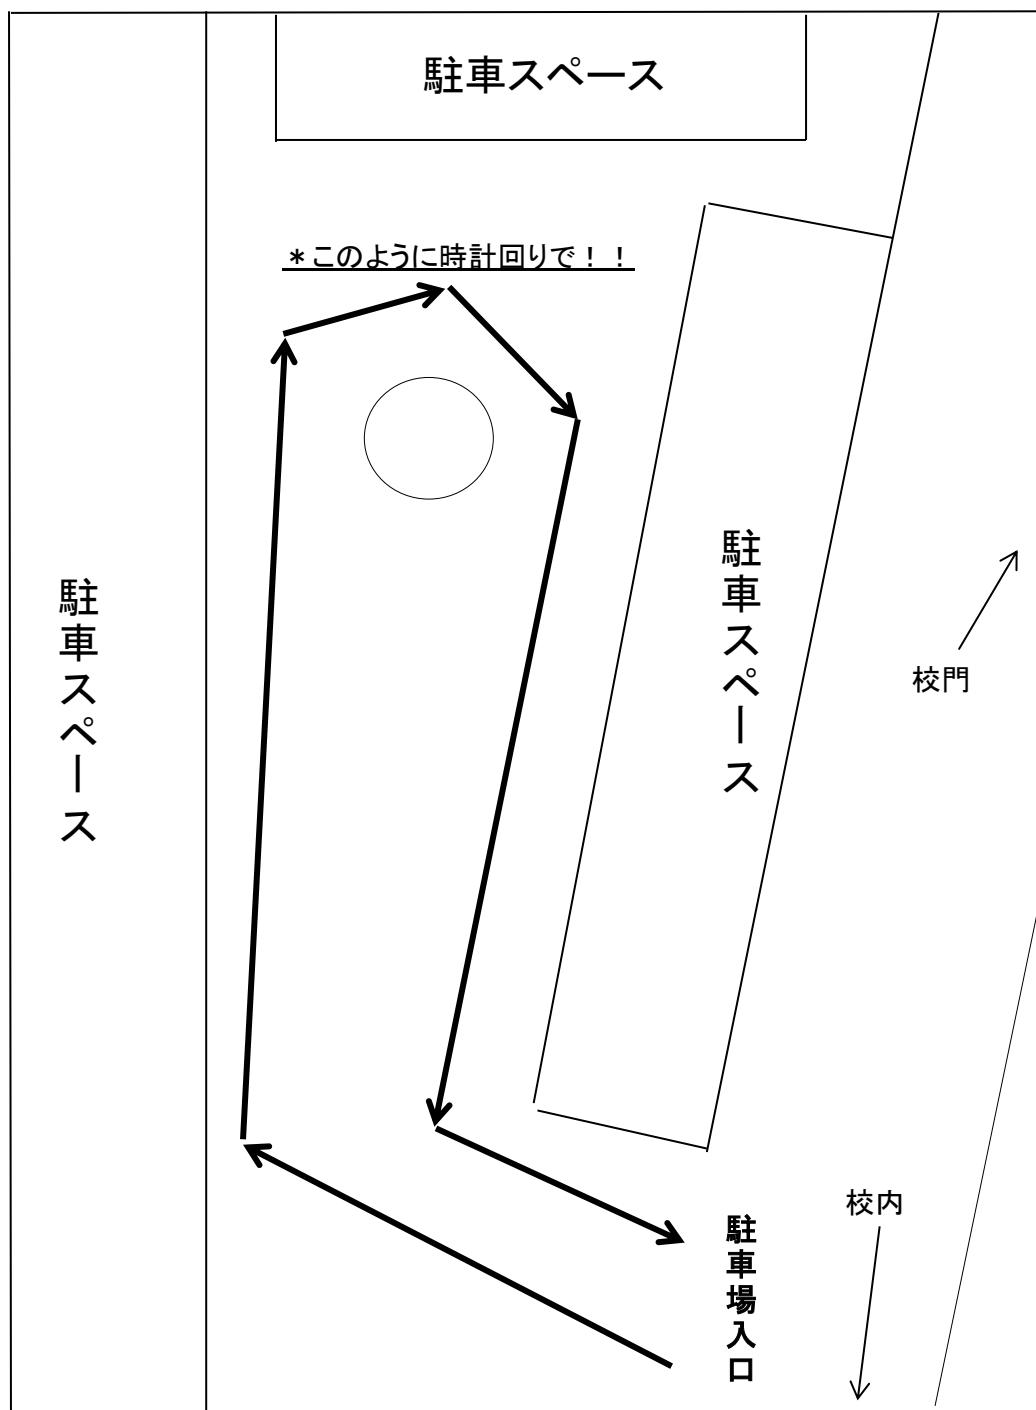 駐車スペース
＊このように時計回りで！！
駐車スペース
駐車スペース
校門
校内
駐車場入口